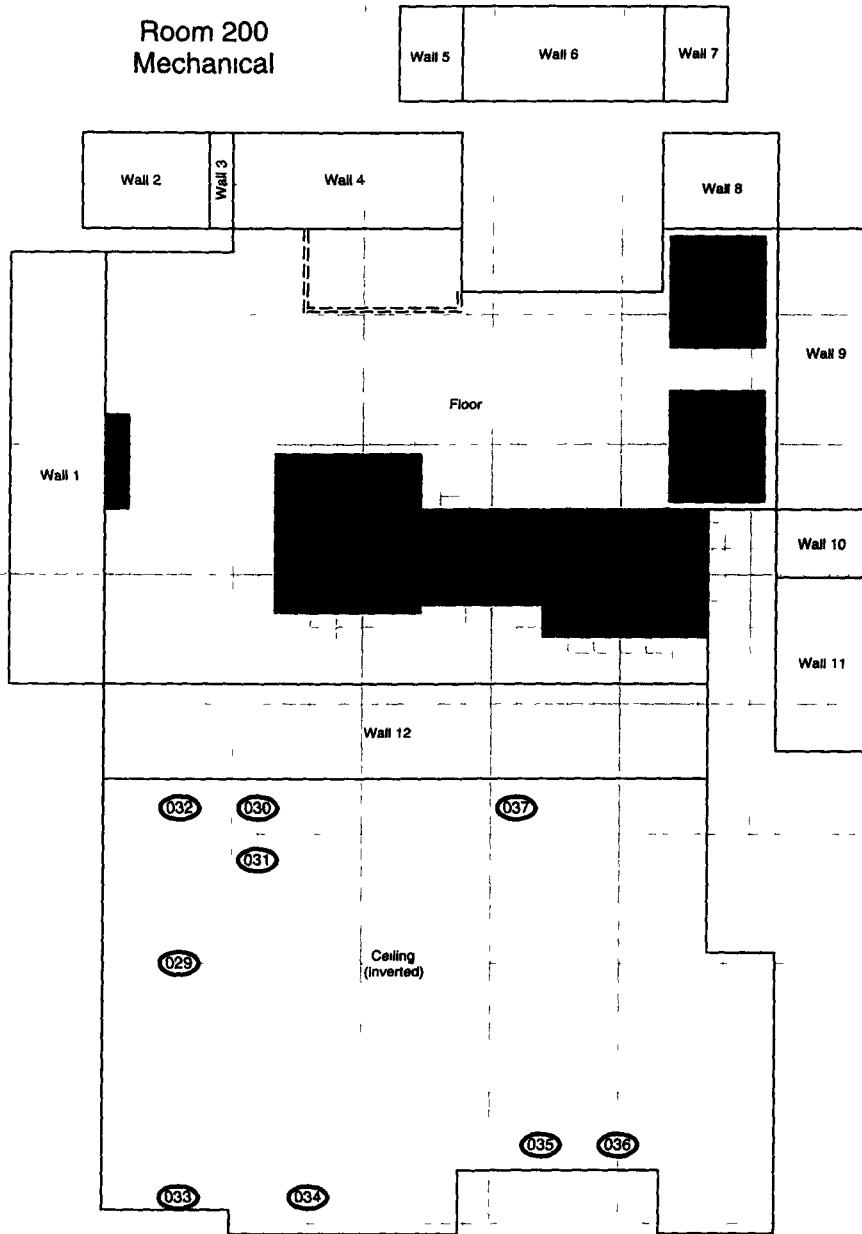 Room 200
Mechanical
Wall 5
Wall 6
Wall 7
Wall 2
Wall 3
Wall 4
Wall 8
Wall 9
Floor
Wall 1
Wall 10
Wall 11
Wall 12
032
030
037
031
029
Ceiling
(inverted)
035
036
033
034